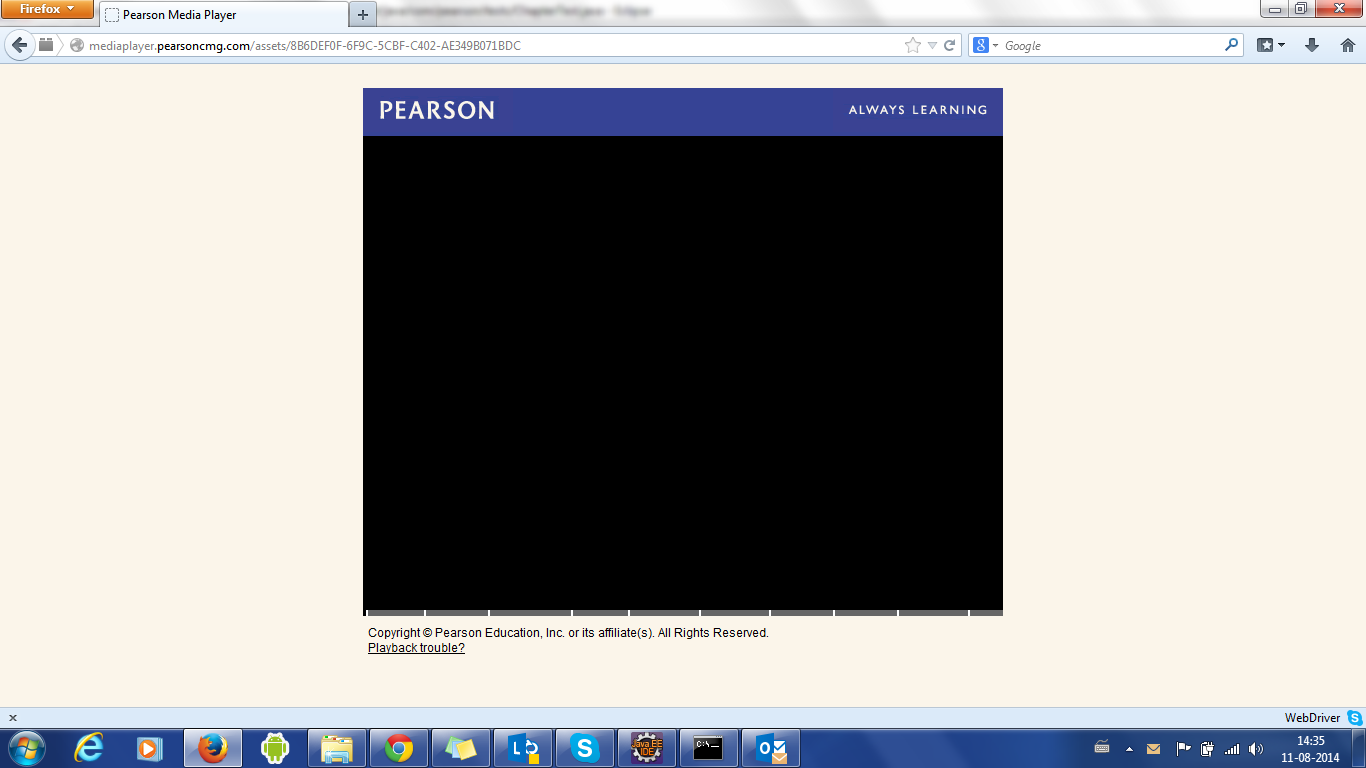 Firefox
Pearson Media Player
mediaplayer.pearsoncmg.com/assets/8B6DEF0F-6F9C-5CBF-C402-AE349B071BDC
Google
PEARSON
ALWAYS LEARNING
Copyright © Pearson Education, Inc. or its affiliate(s). All Rights Reserved.
Playback trouble?
WebDriver
Java EE
IDE
C:\
14:35
11-08-2014